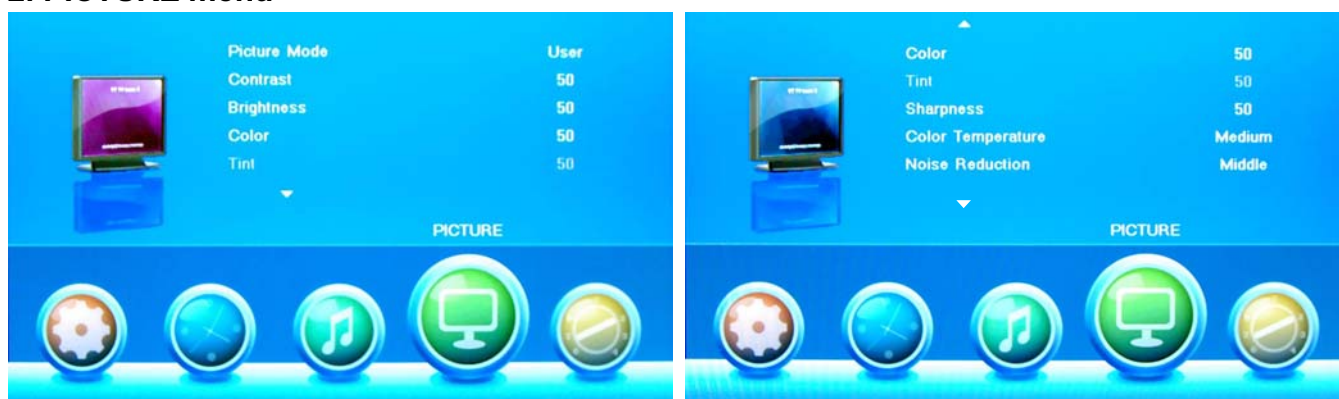 Picture Mode User
Contrast 50
Brightness 50
Color 50
Tint 50
PICTURE
Color 50
Tint 50
Sharpness 50
Color Temperature Medium
Noise Reduction Middle
PICTURE